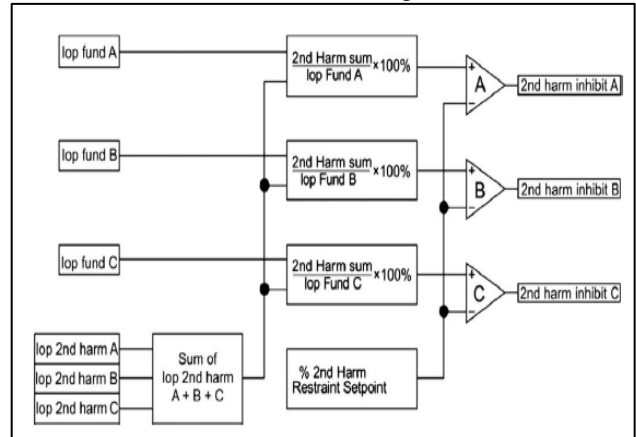 Iop fund A
2nd Harm sum
Iop Fund A
×100%
A
2nd harm inhibit A
Iop fund B
2nd Harm sum
Iop Fund B
×100%
B
2nd harm inhibit B
Iop fund C
2nd Harm sum
Iop Fund C
×100%
C
2nd harm inhibit C
+
−
+
−
+
−
Iop 2nd harm A
Iop 2nd harm B
Iop 2nd harm C
Sum of
Iop 2nd harm
A + B + C
% 2nd Harm
Restraint Setpoint